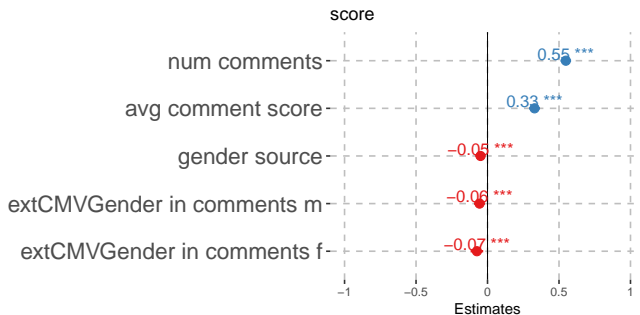 score
num comments
0.55 ***
avg comment score
0.33 ***
gender source
−0.05 ***
extCMVGender in comments m
−0.06 ***
extCMVGender in comments f
−0.07 ***
−1 −0.5 0 0.5 1
Estimates